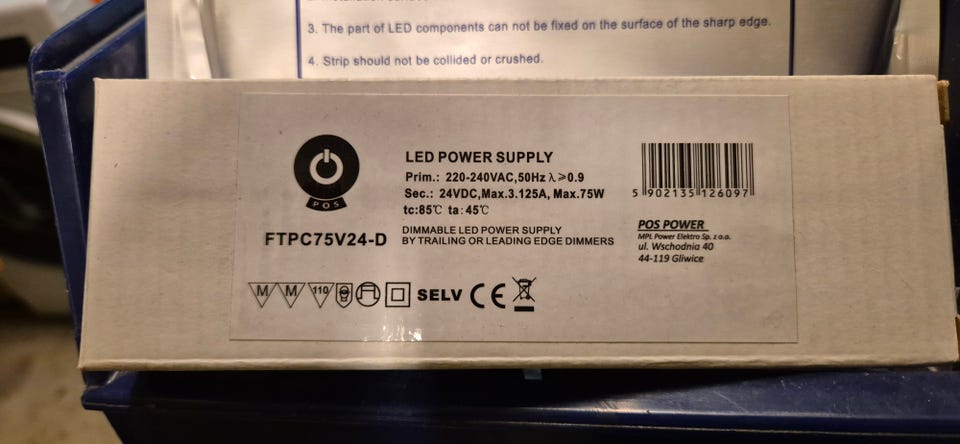 3. The part of LED components can not be fixed on the surface of the sharp edge.
4. Strip should not be collided or crushed.
POS
FTPC75V24-D
LED POWER SUPPLY
Prim.: 220-240VAC,50Hz λ≥0.9
Sec.: 24VDC,Max.3.125A, Max.75W
tc:85℃ ta:45℃
DIMMABLE LED POWER SUPPLY
BY TRAILING OR LEADING EDGE DIMMERS
5 902135 126097
POS POWER
MPL Power Elektro Sp. z o.o.
ul. Wschodnia 40
44-119 Gliwice
M M 110 SELV CE